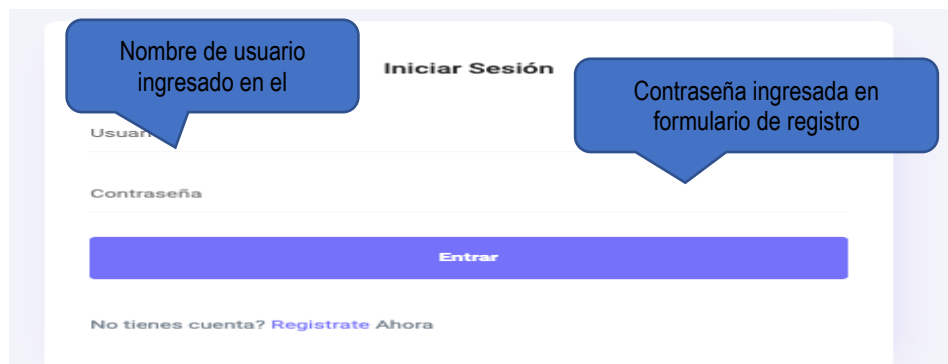 Nombre de usuario
ingresado en el
Iniciar Sesión
Contraseña ingresada en
formulario de registro
Contraseña
Entrar
No tienes cuenta? Registrate Ahora